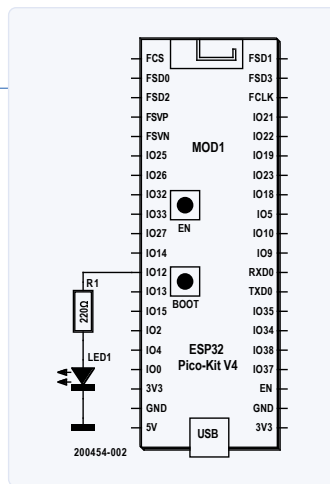 FCS
FSD0
FSD2
FSVP
FSVN
IO25
IO26
IO32
IO33
IO27
IO14
IO12
IO13
IO15
IO2
IO4
IO0
3V3
GND
5V
MOD1
EN
BOOT
ESP32
Pico-Kit V4
USB
FSD1
FSD3
FCLK
IO21
IO22
IO19
IO23
IO18
IO5
IO10
IO9
RXD0
TXD0
IO35
IO34
IO38
IO37
EN
GND
3V3
R1
220Ω
LED1
200454-002